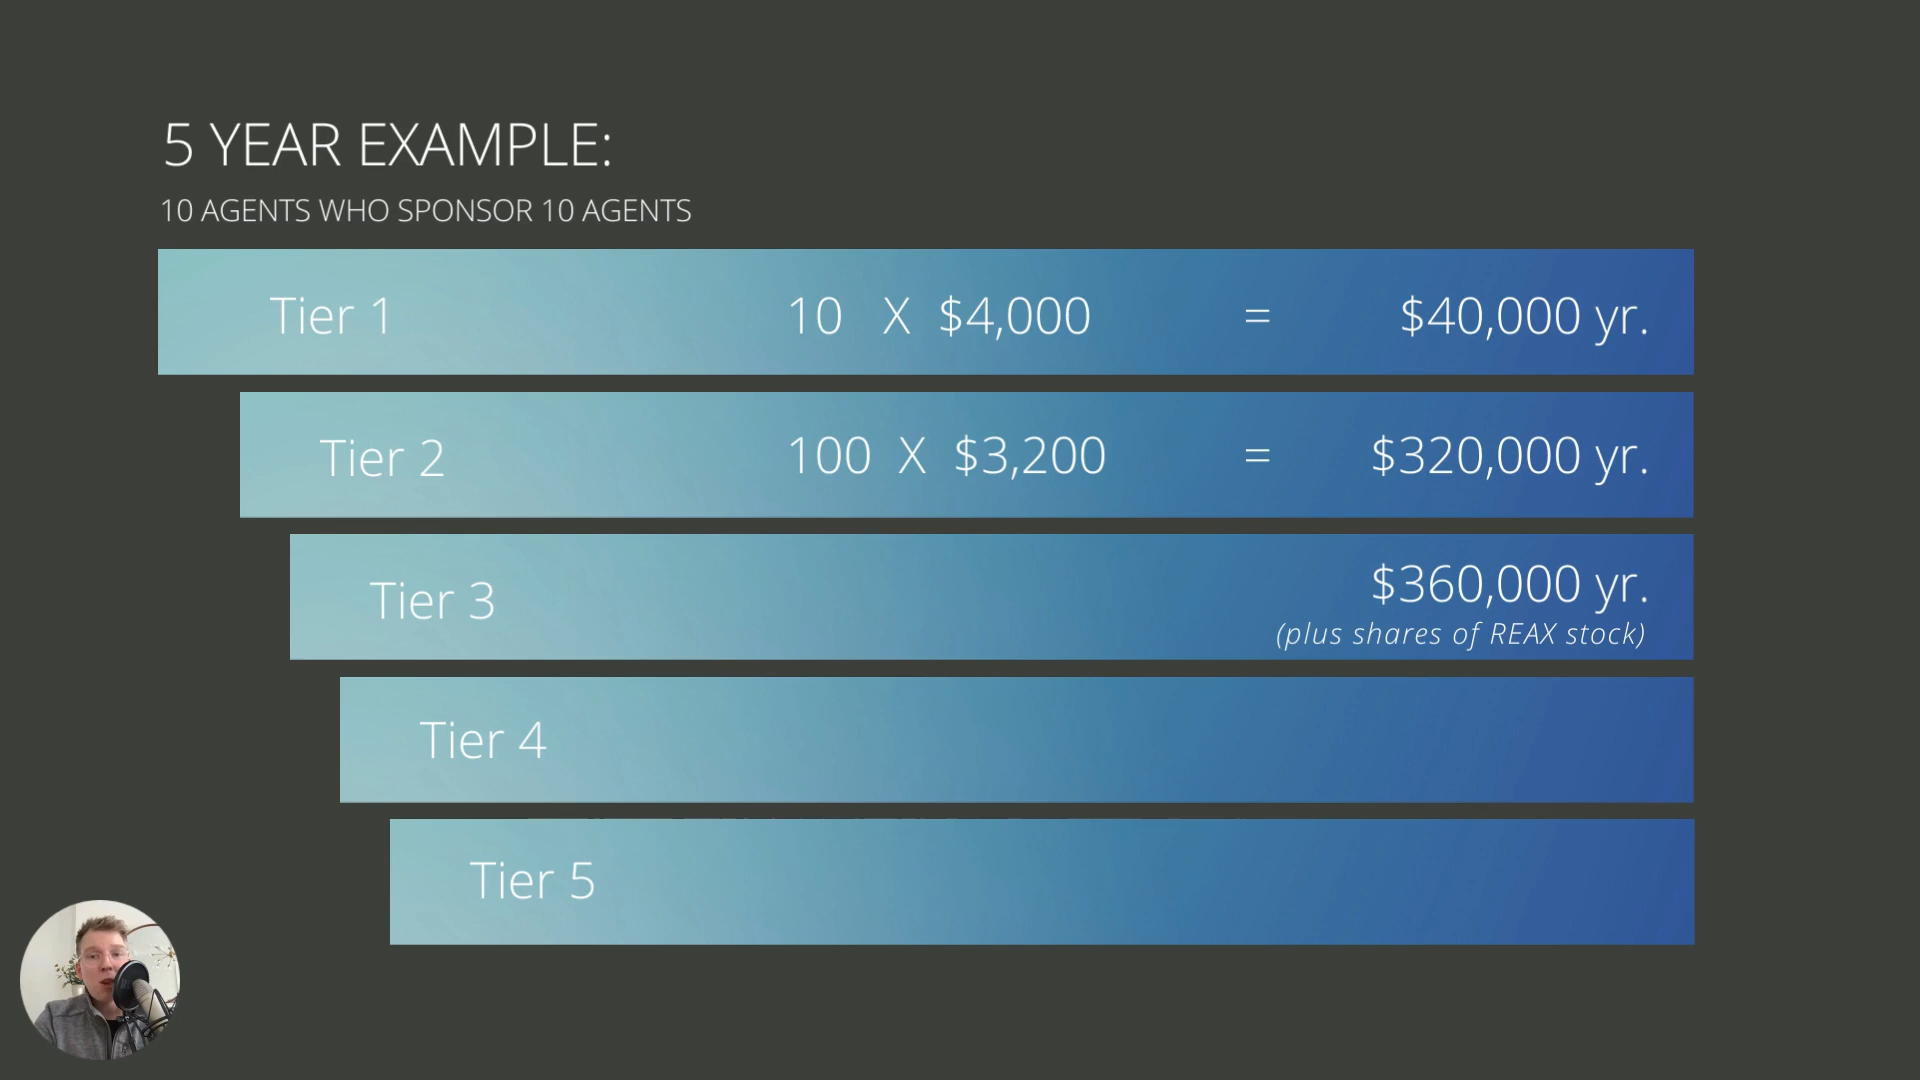 5 YEAR EXAMPLE:
10 AGENTS WHO SPONSOR 10 AGENTS
Tier 1 10 X $4,000 = $40,000 yr.
Tier 2 100 X $3,200 = $320,000 yr.
Tier 3 $360,000 yr.
(plus shares of REAX stock)
Tier 4
Tier 5